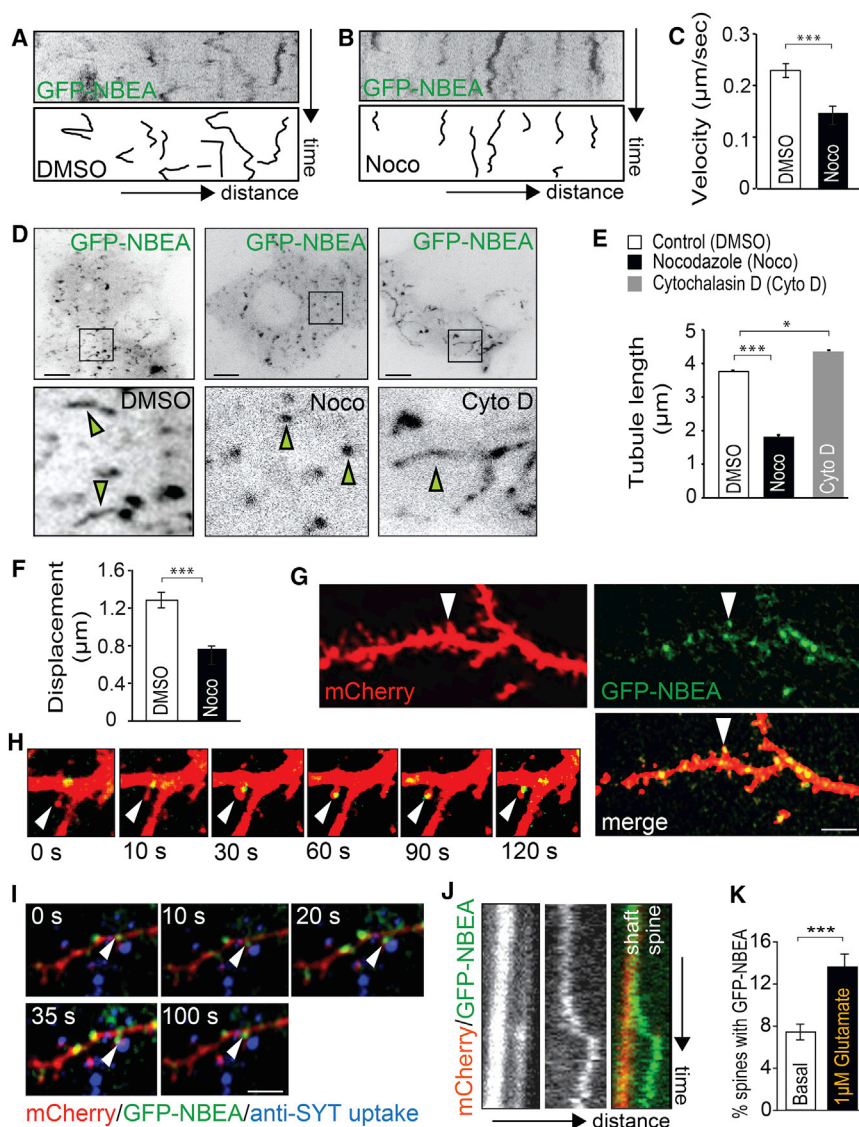 A
GFP-NBEA
DMSO
distance
time
B
GFP-NBEA
Noco
distance
time
C
Velocity (µm/sec)
0.3
0.2
0.1
0
***
DMSO
Noco
D
GFP-NBEA
GFP-NBEA
GFP-NBEA
DMSO
Noco
Cyto D
E
Control (DMSO)
Nocodazole (Noco)
Cytochalasin D (Cyto D)
Tubule length
(µm)
5
4
3
2
1
0
*
***
DMSO
Noco
Cyto D
F
Displacement
(µm)
1.6
1.2
0.8
0.4
0
***
DMSO
Noco
G
mCherry
GFP-NBEA
merge
H
0 s
10 s
30 s
60 s
90 s
120 s
I
0 s
10 s
20 s
35 s
100 s
mCherry/GFP-NBEA/anti-SYT uptake
J
mCherry/GFP-NBEA
shaft
spine
time
distance
K
% spines with GFP-NBEA
16
12
8
4
0
***
Basal
1µM Glutamate